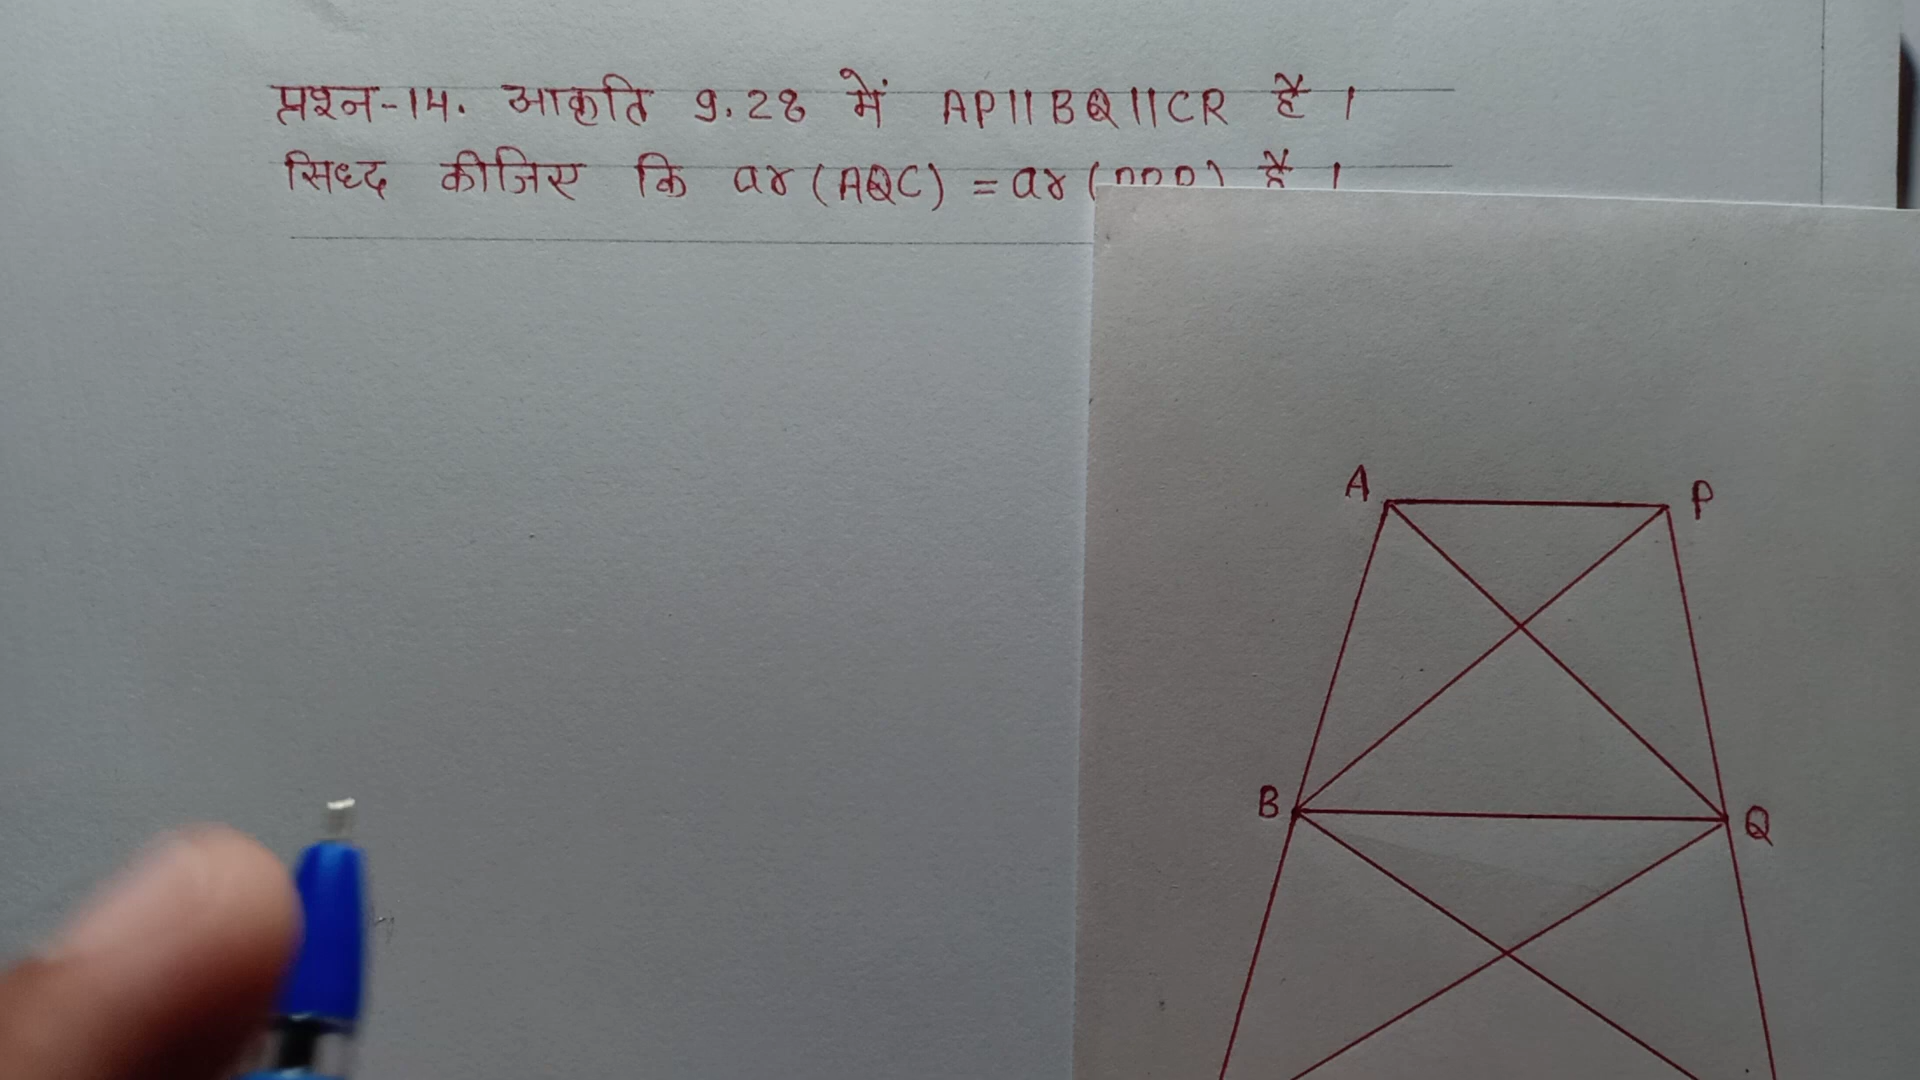 प्रश्न-14. आकृति 9.28 में AP||BQ||CR है ।
सिध्द कीजिए कि ar (AQC) = ar ( है ।
A
P
B
Q